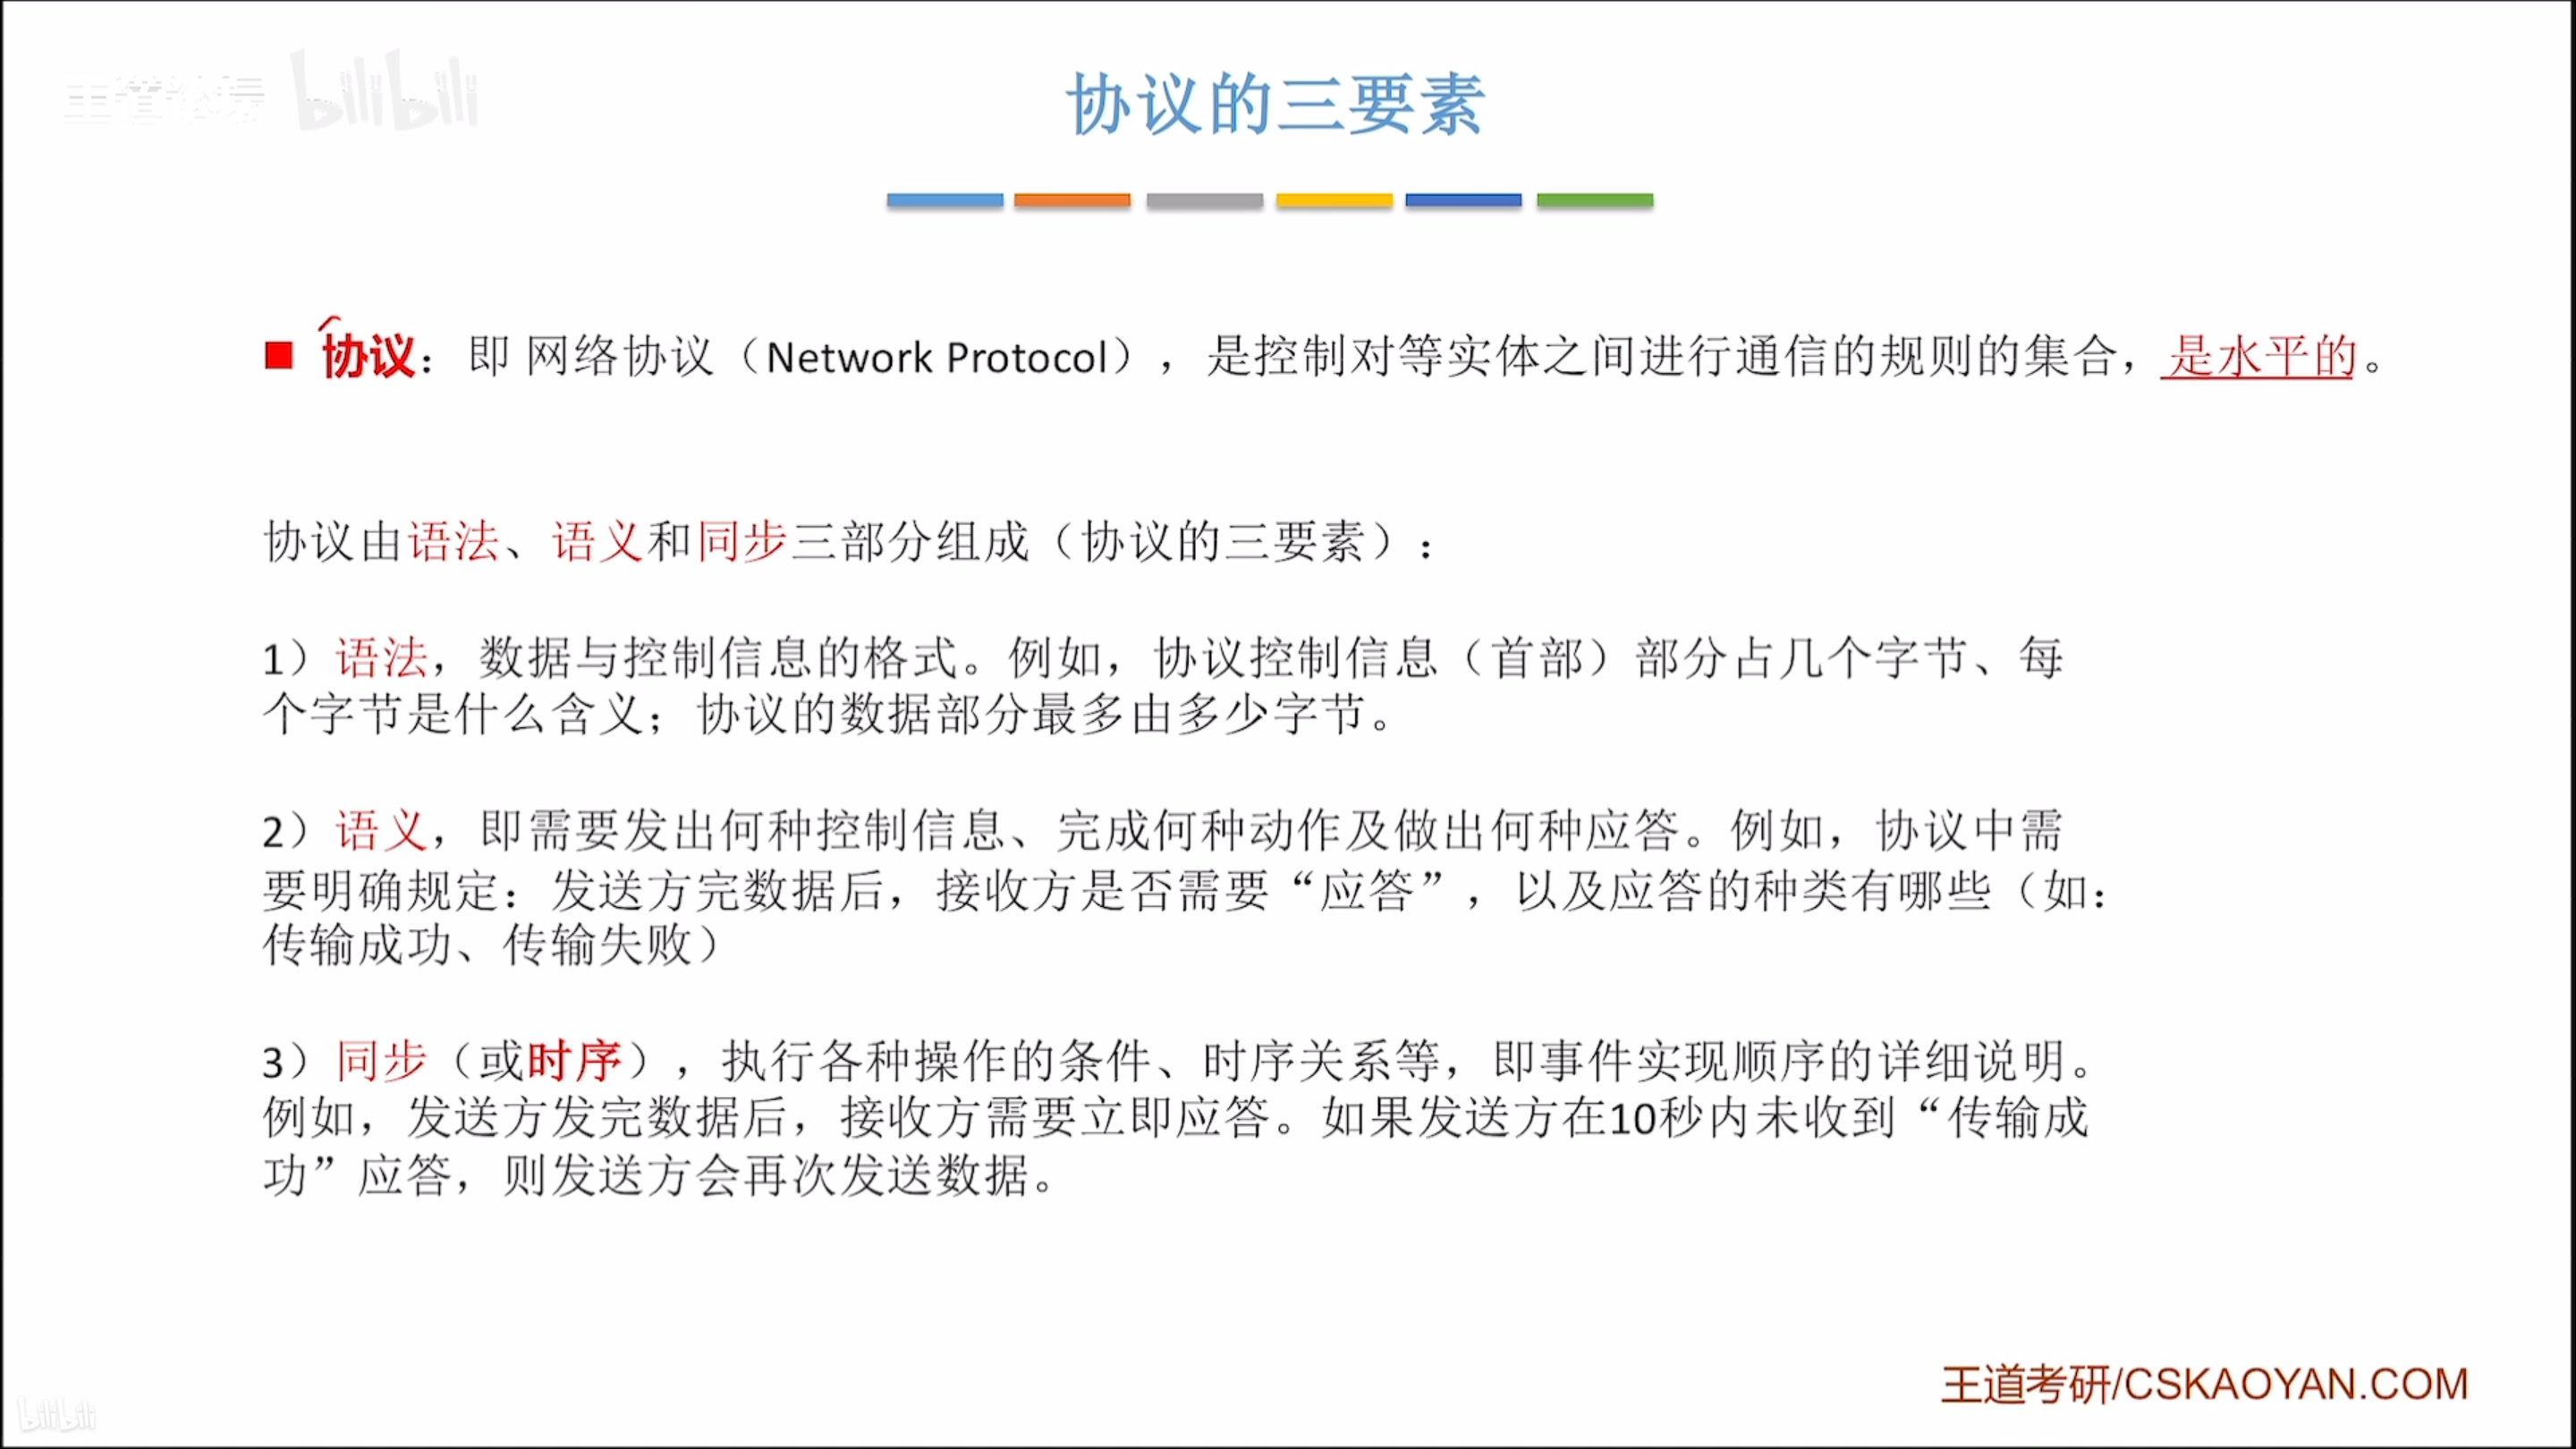 王道论坛 bilibili
协议的三要素
■ 协议：即 网络协议（Network Protocol），是控制对等实体之间进行通信的规则的集合，是水平的。
协议由语法、语义和同步三部分组成（协议的三要素）：
1）语法，数据与控制信息的格式。例如，协议控制信息（首部）部分占几个字节、每
个字节是什么含义；协议的数据部分最多由多少字节。
2）语义，即需要发出何种控制信息、完成何种动作及做出何种应答。例如，协议中需
要明确规定：发送方完数据后，接收方是否需要“应答”，以及应答的种类有哪些（如：
传输成功、传输失败）
3）同步（或时序），执行各种操作的条件、时序关系等，即事件实现顺序的详细说明。
例如，发送方发完数据后，接收方需要立即应答。如果发送方在10秒内未收到“传输成
功”应答，则发送方会再次发送数据。
王道考研/CSKAOYAN.COM
bilibili